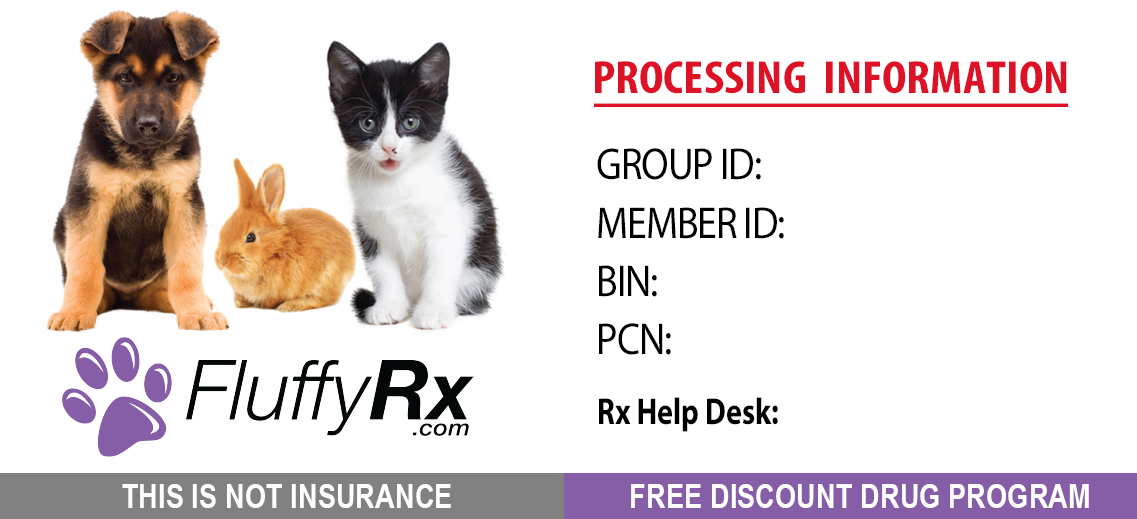 PROCESSING INFORMATION
GROUP ID:
MEMBER ID:
BIN:
PCN:
Rx Help Desk:
FluffyRx
.com
THIS IS NOT INSURANCE
FREE DISCOUNT DRUG PROGRAM